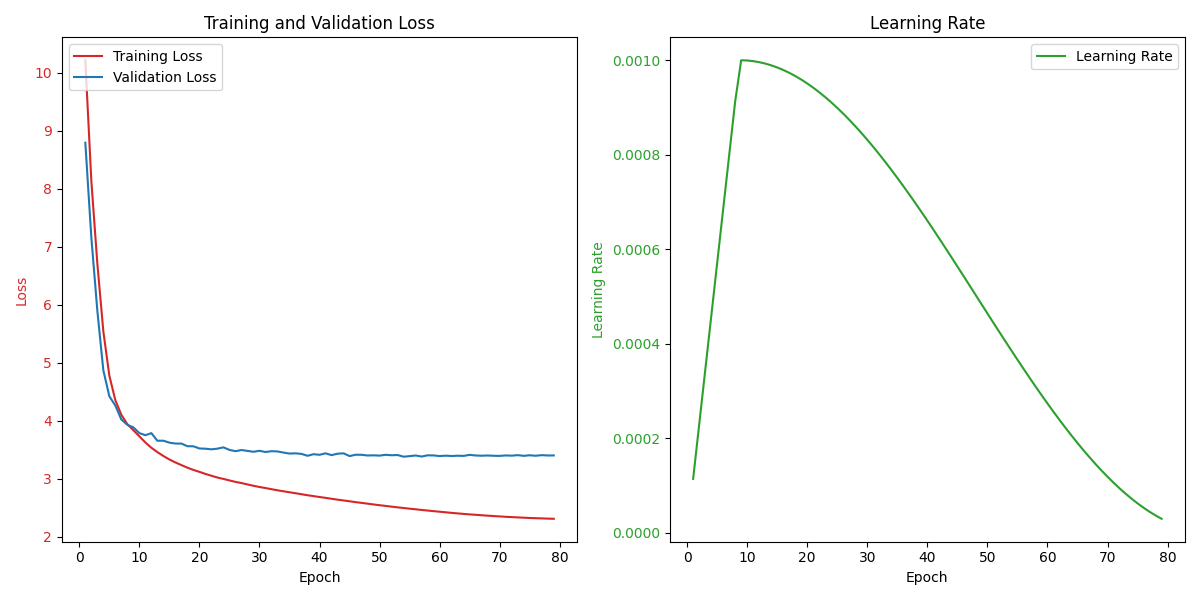 Training and Validation Loss
Training Loss
Validation Loss
10
9
8
7
6
5
4
3
2
Loss
0 10 20 30 40 50 60 70 80
Epoch
Learning Rate
Learning Rate
0.0010
0.0008
0.0006
0.0004
0.0002
0.0000
Learning Rate
0 10 20 30 40 50 60 70 80
Epoch